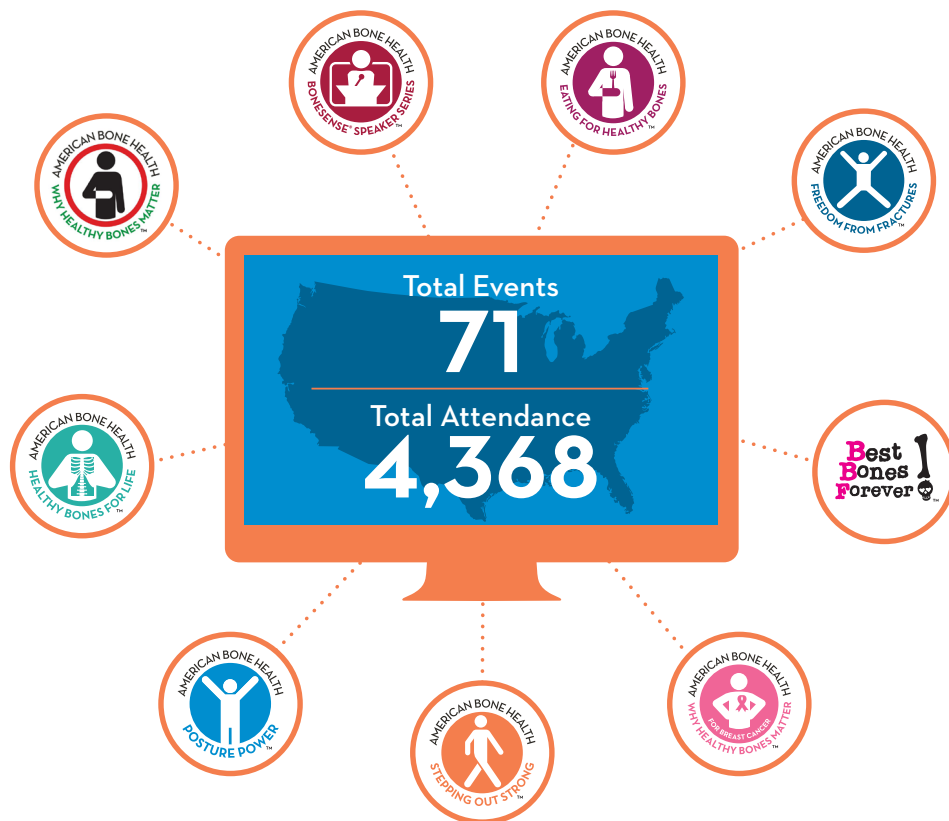 AMERICAN BONE HEALTH
BONESENSE™ SPEAKER SERIES™
AMERICAN BONE HEALTH
EATING FOR HEALTHY BONES™
AMERICAN BONE HEALTH
WHY HEALTHY BONES MATTER™
AMERICAN BONE HEALTH
FREEDOM FROM FRACTURES™
Total Events
71
Total Attendance
4,368
AMERICAN BONE HEALTH
HEALTHY BONES FOR LIFE™
Best
Bones
Forever!™
AMERICAN BONE HEALTH
POSTURE POWER™
AMERICAN BONE HEALTH
STEPPING OUT STRONG™
AMERICAN BONE HEALTH
FOR BREAST CANCER
WHY HEALTHY BONES MATTER™